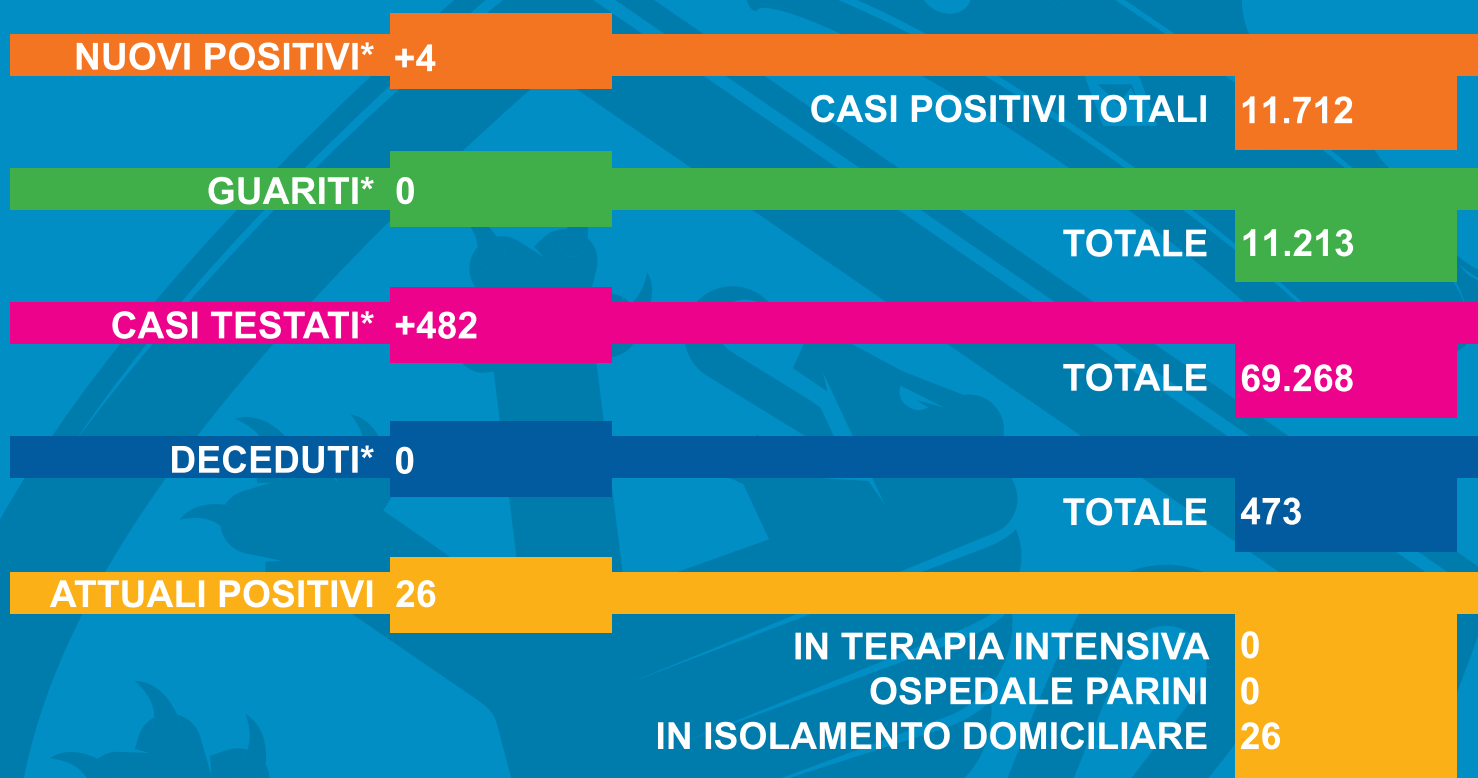 NUOVI POSITIVI* +4
CASI POSITIVI TOTALI 11.712
GUARITI* 0
TOTALE 11.213
CASI TESTATI* +482
TOTALE 69.268
DECEDUTI* 0
TOTALE 473
ATTUALI POSITIVI 26
IN TERAPIA INTENSIVA 0
OSPEDALE PARINI 0
IN ISOLAMENTO DOMICILIARE 26